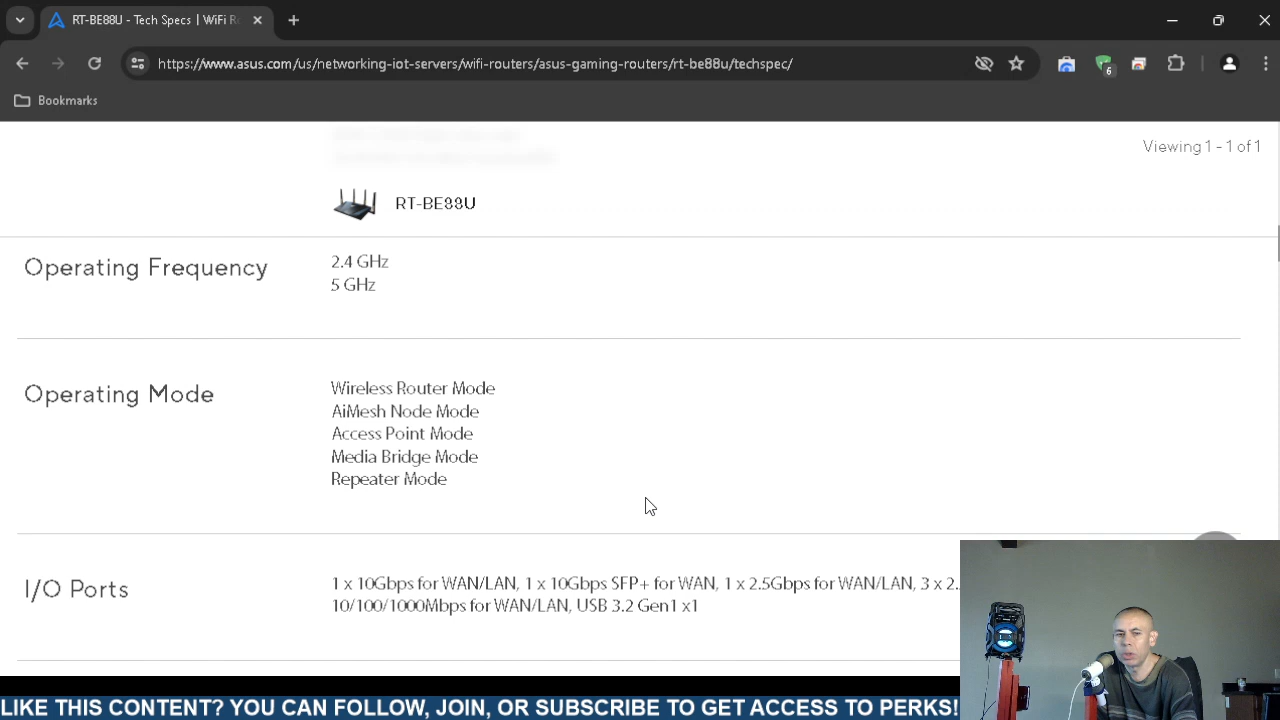 RT-BE88U - Tech Specs | WiFi R
https://www.asus.com/us/networking-iot-servers/wifi-routers/asus-gaming-routers/rt-be88u/techspec/
6
Bookmarks
Viewing 1 - 1 of 1
RT-BE88U
Operating Frequency
2.4 GHz
5 GHz
Operating Mode
Wireless Router Mode
AiMesh Node Mode
Access Point Mode
Media Bridge Mode
Repeater Mode
I/O Ports
1 x 10Gbps for WAN/LAN, 1 x 10Gbps SFP+ for WAN, 1 x 2.5Gbps for WAN/LAN, 3 x 2.
10/100/1000Mbps for WAN/LAN, USB 3.2 Gen1 x1
LIKE THIS CONTENT? YOU CAN FOLLOW, JOIN, OR SUBSCRIBE TO GET ACCESS TO PERKS!